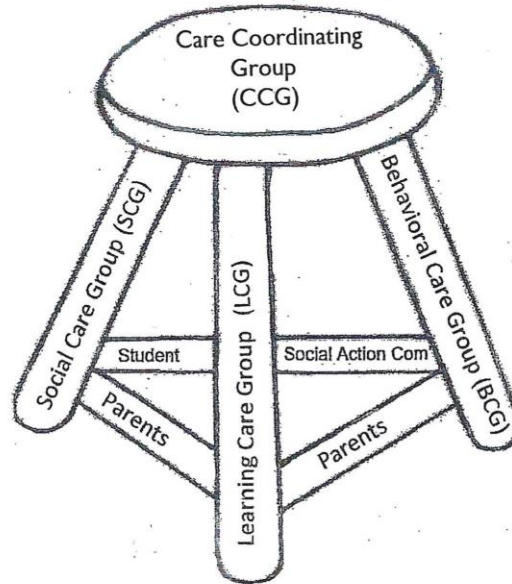 Care Coordinating
Group
(CCG)
Social Care Group (SCG)
Learning Care Group (LCG)
Behavioral Care Group (BCG)
Student
Social Action Com
Parents
Parents